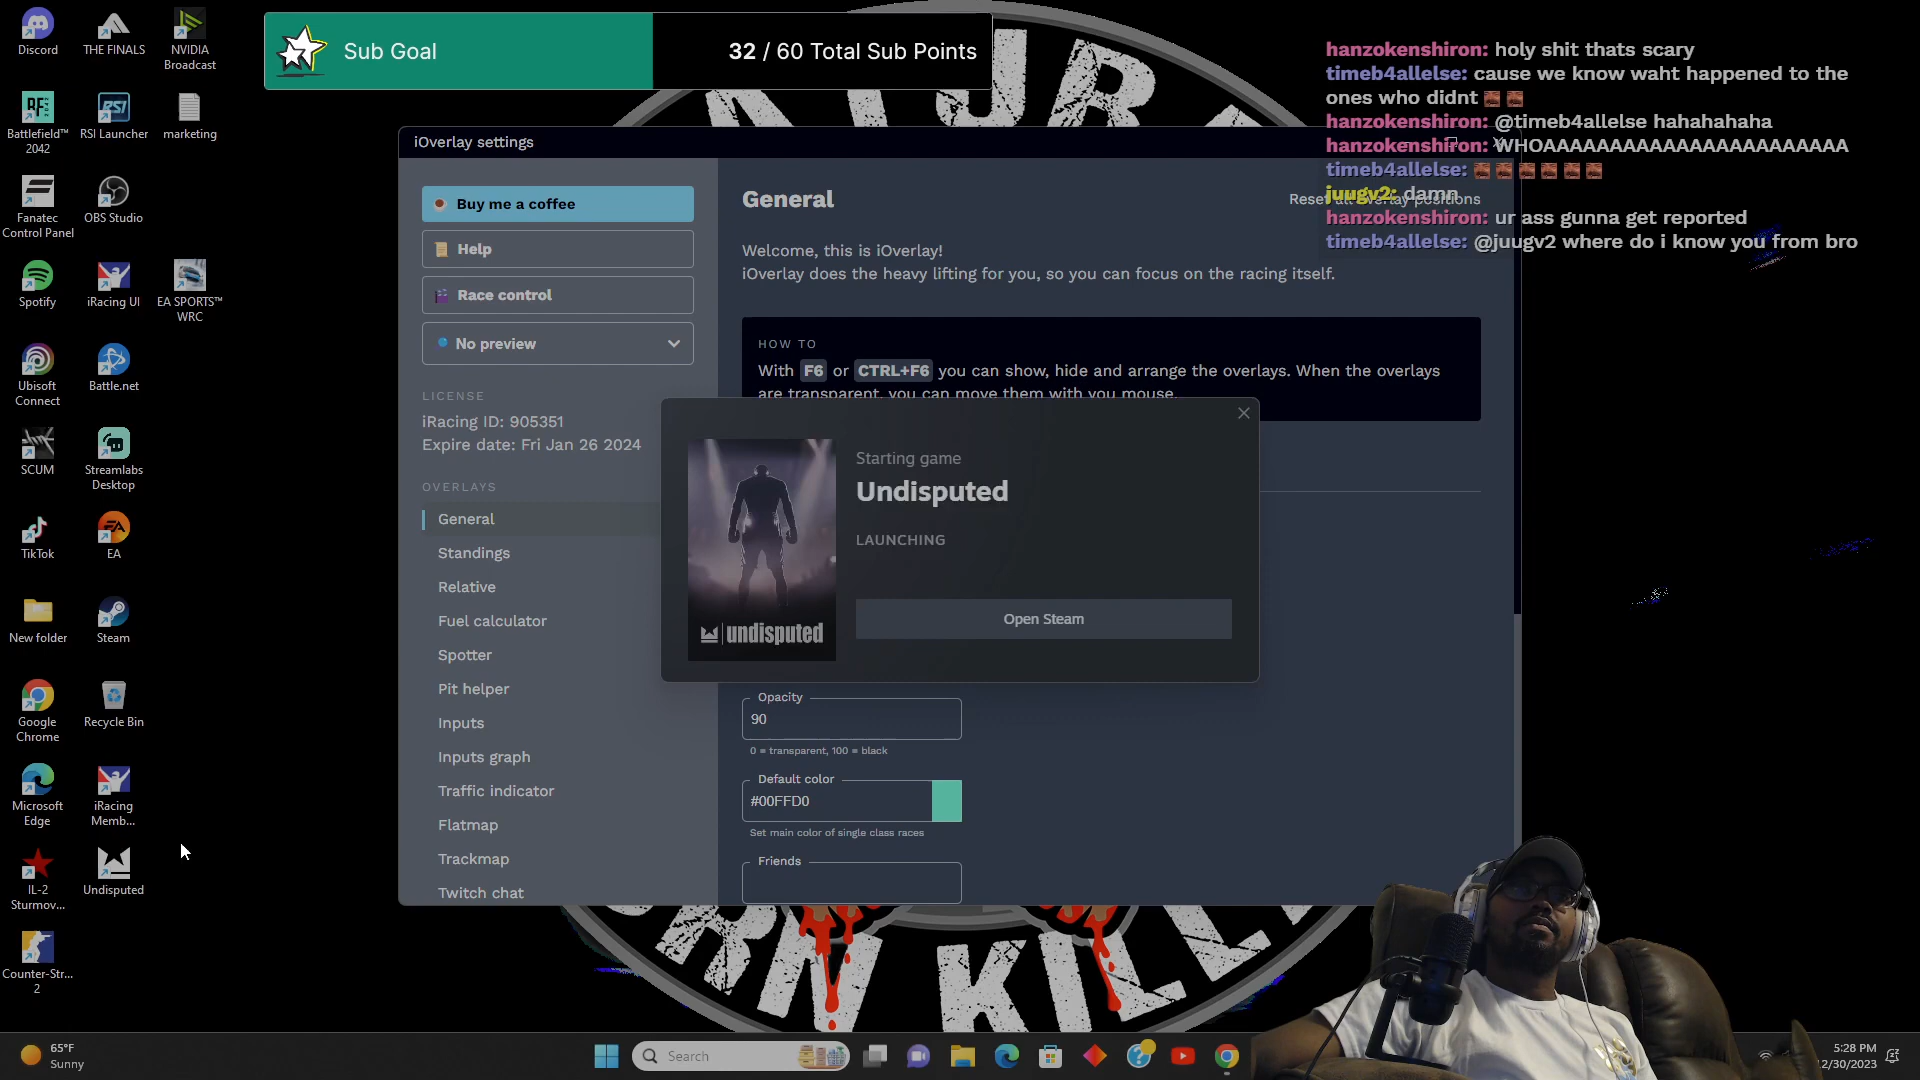 Discord
THE FINALS
NVIDIA
Broadcast
Battlefield™
2042
RSI Launcher
marketing
Fanatec
Control Panel
OBS Studio
Spotify
iRacing UI
EA SPORTS™
WRC
Ubisoft
Connect
Battle.net
SCUM
Streamlabs
Desktop
TikTok
EA
New folder
Steam
Google
Chrome
Recycle Bin
Microsoft
Edge
iRacing
Memb...
IL-2
Sturmov...
Undisputed
Counter-Str...
2
Sub Goal
32 / 60 Total Sub Points
hanzokenshiron: holy shit thats scary
timeb4allelse: cause we know waht happened to the
ones who didnt
hanzokenshiron: @timeb4allelse hahahahaha
hanzokenshiron: WHOAAAAAAAAAAAAAAAAAAAAAAA
timeb4allelse:
juugv2: damn
hanzokenshiron: ur ass gunna get reported
timeb4allelse: @juugv2 where do i know you from bro
iOverlay settings
Buy me a coffee
Help
Race control
No preview
LICENSE
iRacing ID: 905351
Expire date: Fri Jan 26 2024
OVERLAYS
General
Standings
Relative
Fuel calculator
Spotter
Pit helper
Inputs
Inputs graph
Traffic indicator
Flatmap
Trackmap
Twitch chat
General
Reset all overlay positions
Welcome, this is iOverlay!
iOverlay does the heavy lifting for you, so you can focus on the racing itself.
HOW TO
With F6 or CTRL+F6 you can show, hide and arrange the overlays. When the overlays
are transparent, you can move them with you mouse.
Starting game
Undisputed
LAUNCHING
Open Steam
undisputed
Opacity
90
0 = transparent, 100 = black
Default color
#00FFD0
Set main color of single class races
Friends
65°F
Sunny
Search
5:28 PM
12/30/2023